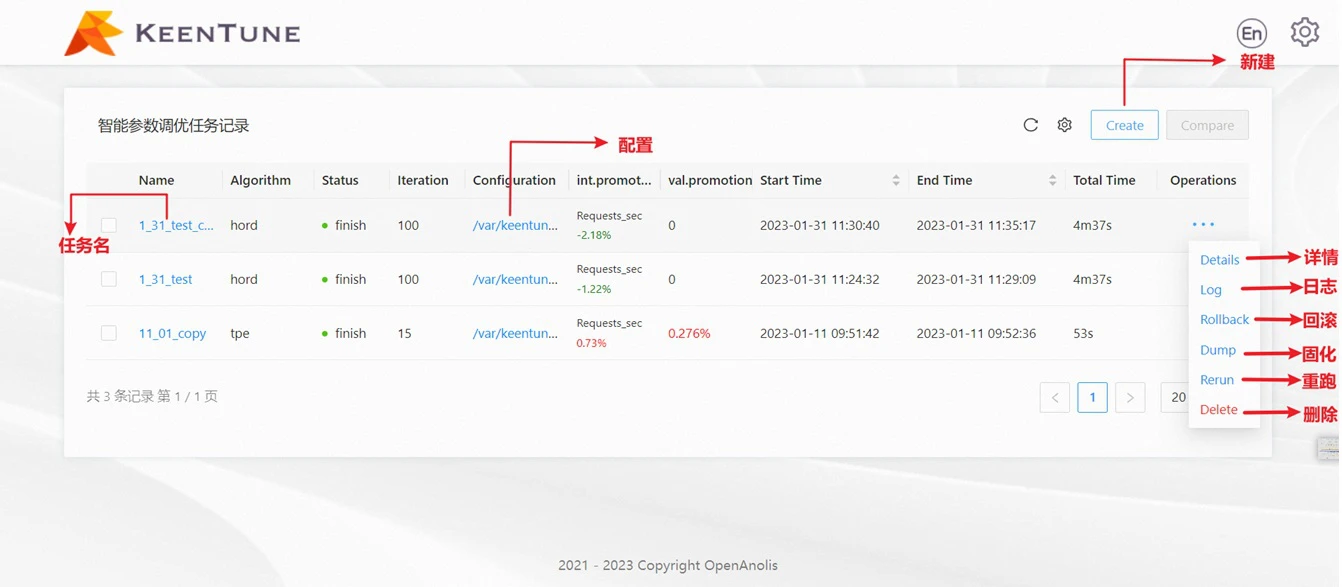 KEENTUNE
En
新建
智能参数调优任务记录
Create
Compare
配置
Name Algorithm Status Iteration Configuration int.promot... val.promotion Start Time End Time Total Time Operations
1_31_test_c... hord finish 100 /var/keentun... Requests_sec -2.18% 0 2023-01-31 11:30:40 2023-01-31 11:35:17 4m37s ...
任务名
1_31_test hord finish 100 /var/keentun... Requests_sec -1.22% 0 2023-01-31 11:24:32 2023-01-31 11:29:09 4m37s
11_01_copy tpe finish 15 /var/keentun... Requests_sec 0.73% 0.276% 2023-01-11 09:51:42 2023-01-11 09:52:36 53s
Details 详情
Log 日志
Rollback 回滚
Dump 固化
Rerun 重跑
Delete 删除
共 3 条记录 第 1 / 1 页
< 1 > 20
2021 - 2023 Copyright OpenAnolis